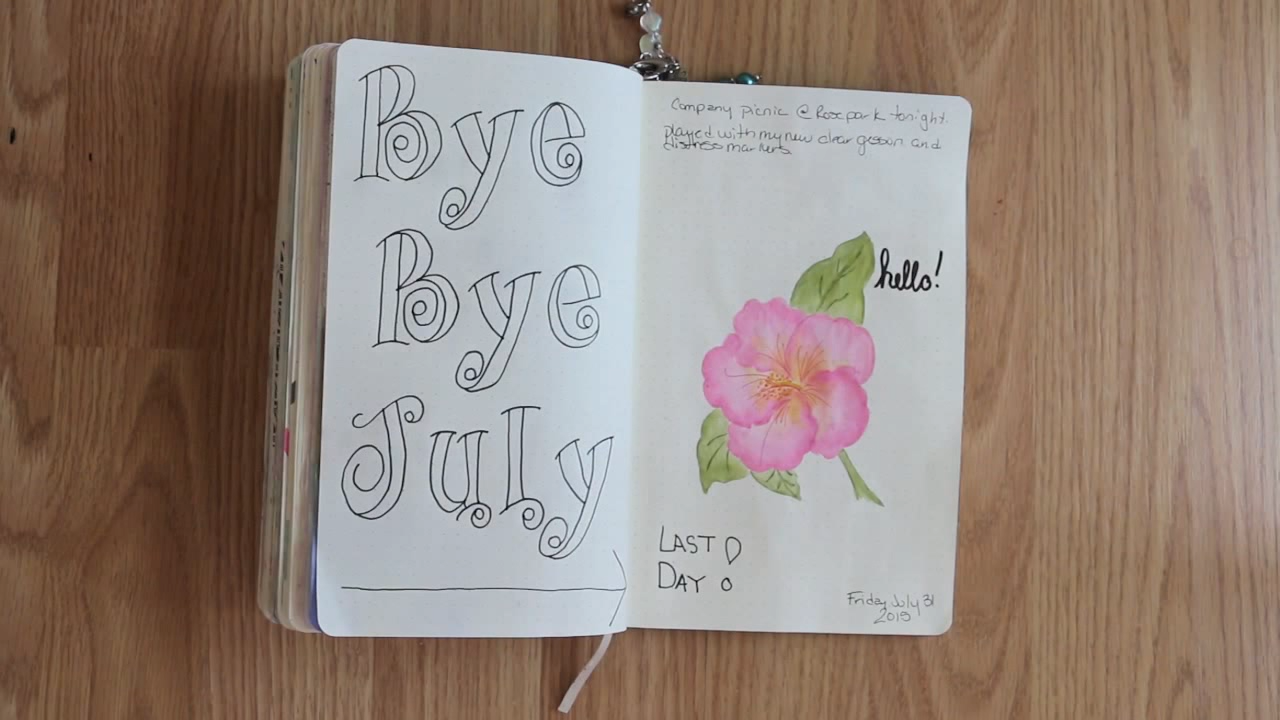 Bye
Bye
July
Company picnic @ Rose park tonight.
played with my new clear gesson and
distress markers
hello!
LAST
DAY
Friday July 31
2015